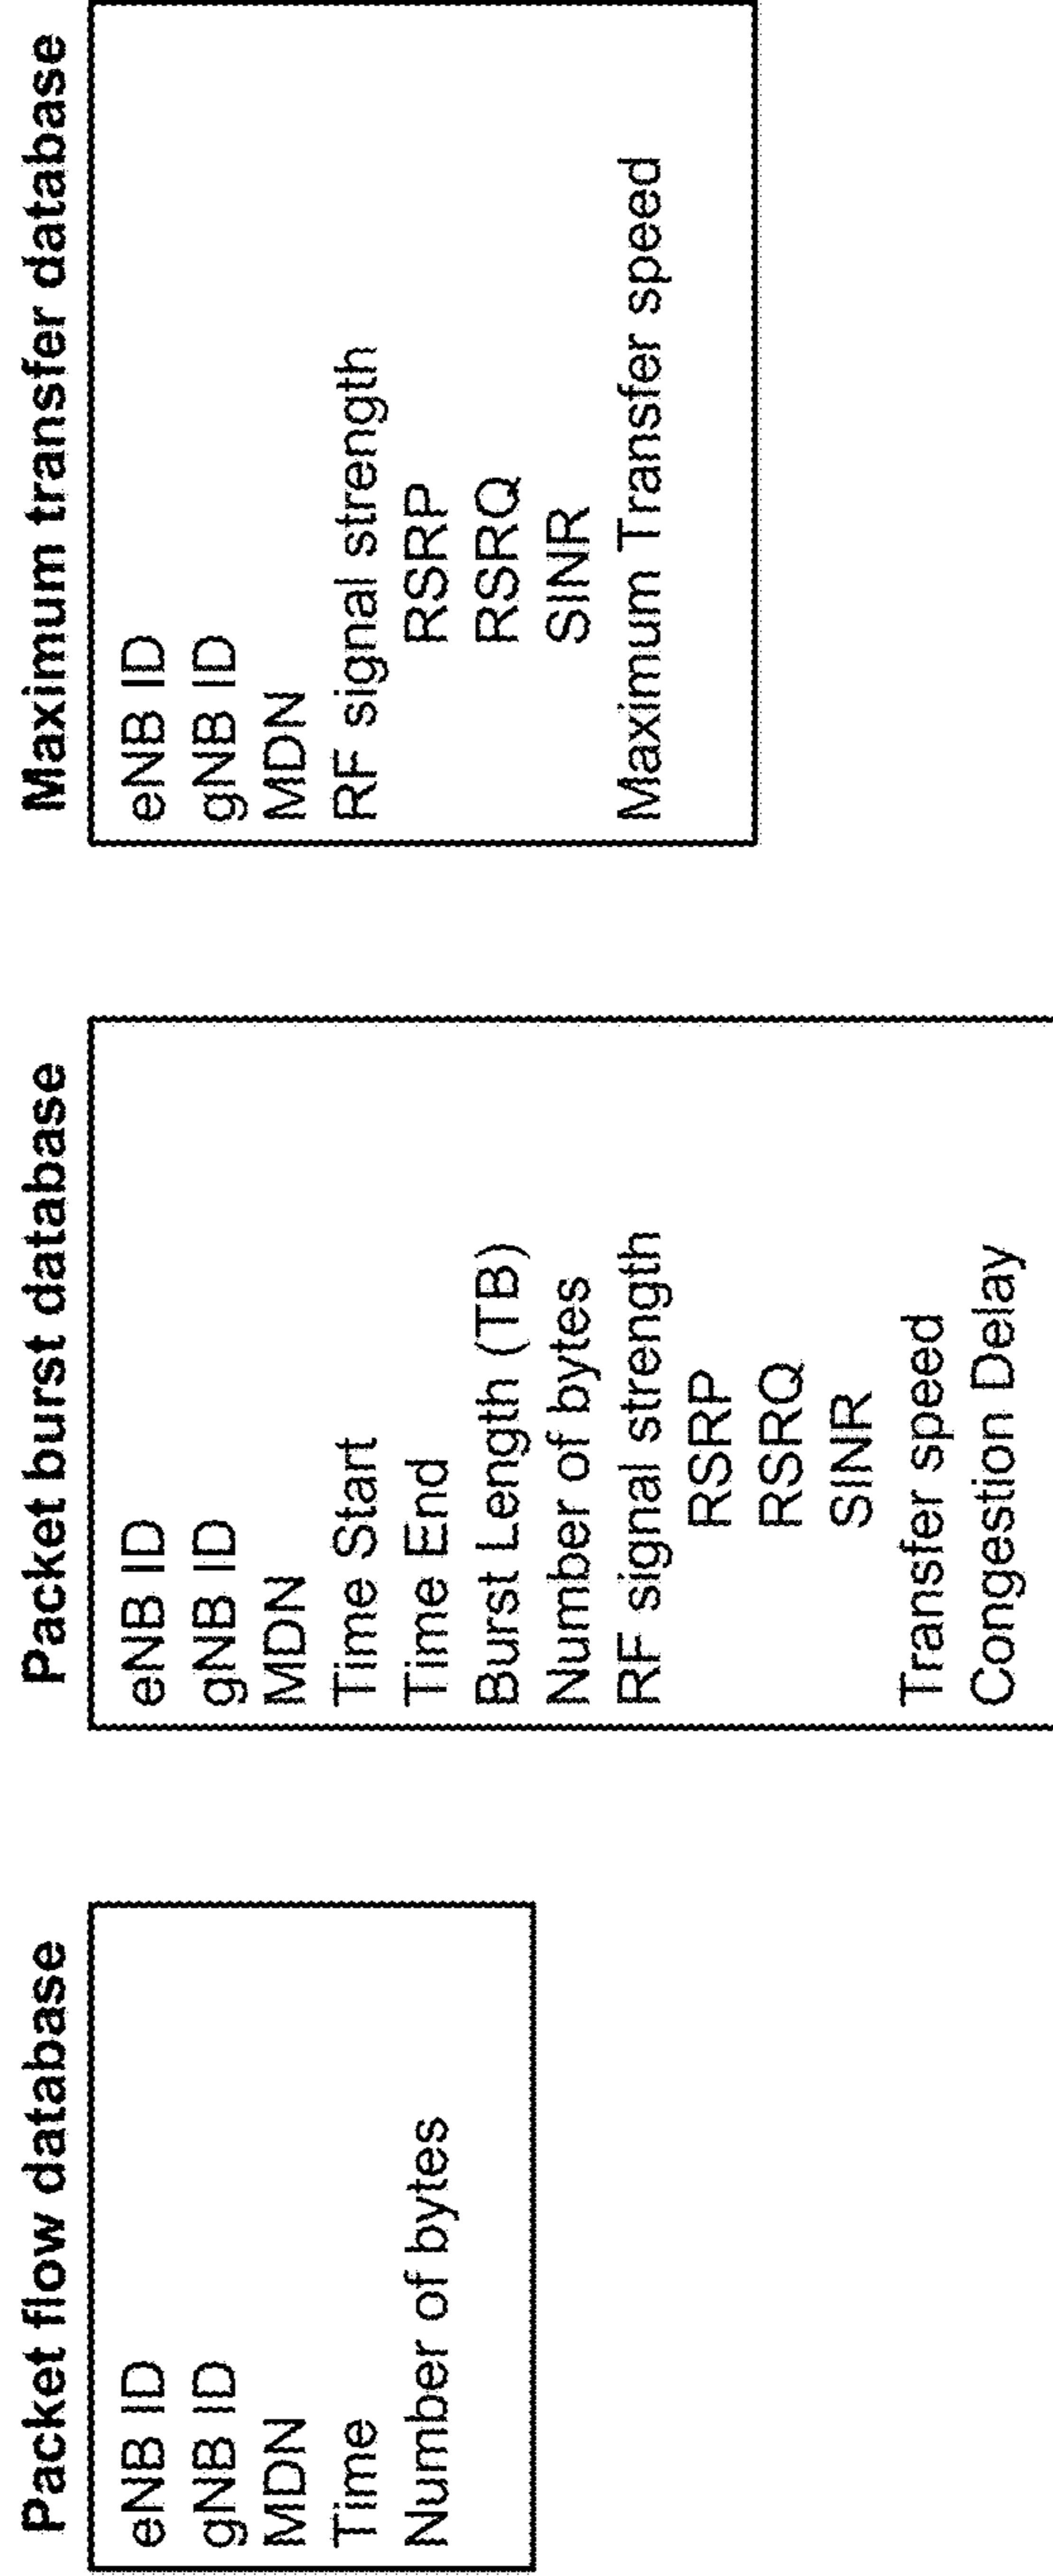 Packet flow database
eNB ID
gNB ID
MDN
Time
Number of bytes
Packet burst database
eNB ID
gNB ID
MDN
Time Start
Time End
Burst Length (TB)
Number of bytes
RF signal strength
RSRP
RSRQ
SINR
Transfer speed
Congestion Delay
Maximum transfer database
eNB ID
gNB ID
MDN
RF signal strength
RSRP
RSRQ
SINR
Maximum Transfer speed